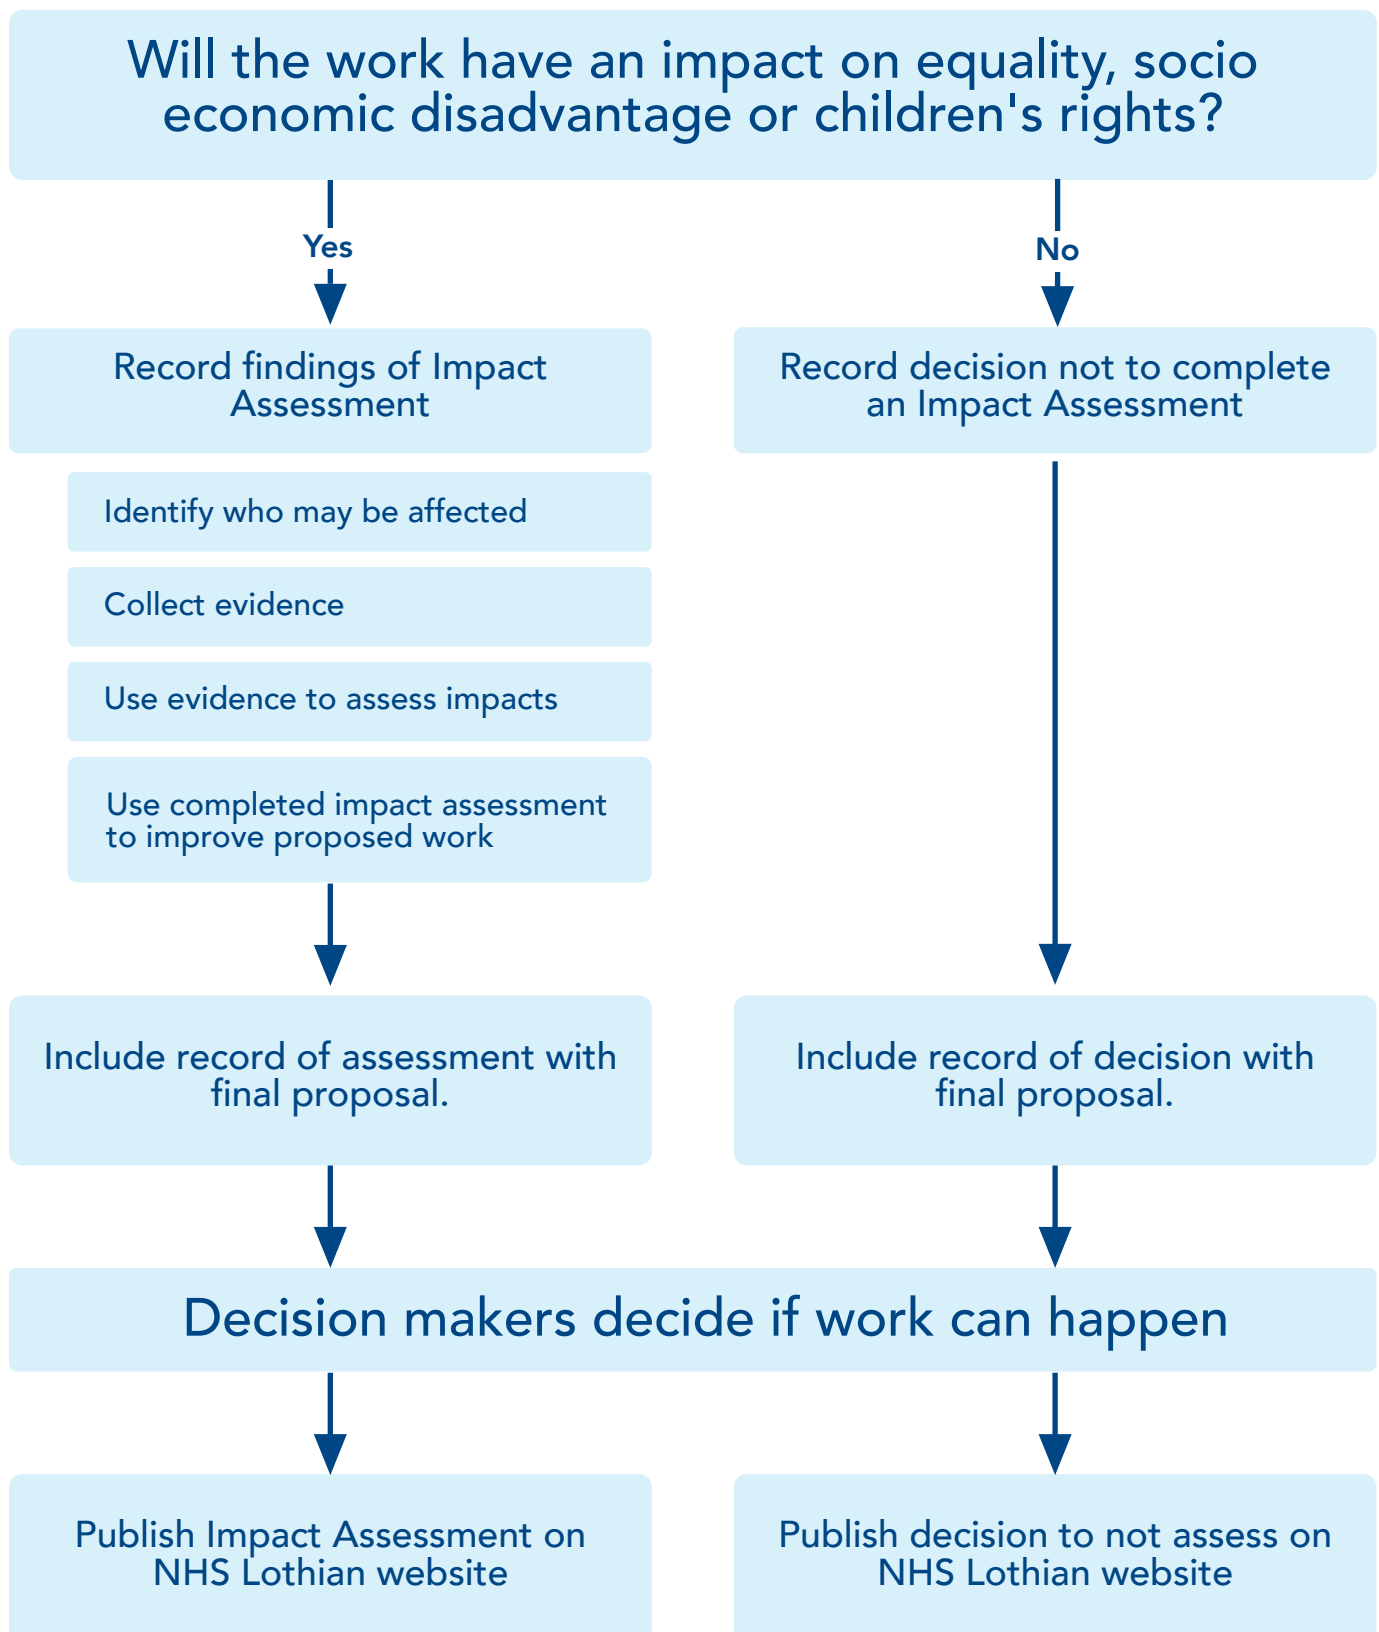 Will the work have an impact on equality, socio
economic disadvantage or children's rights?
Yes
No
Record findings of Impact
Assessment
Record decision not to complete
an Impact Assessment
Identify who may be affected
Collect evidence
Use evidence to assess impacts
Use completed impact assessment
to improve proposed work
Include record of assessment with
final proposal.
Include record of decision with
final proposal.
Decision makers decide if work can happen
Publish Impact Assessment on
NHS Lothian website
Publish decision to not assess on
NHS Lothian website